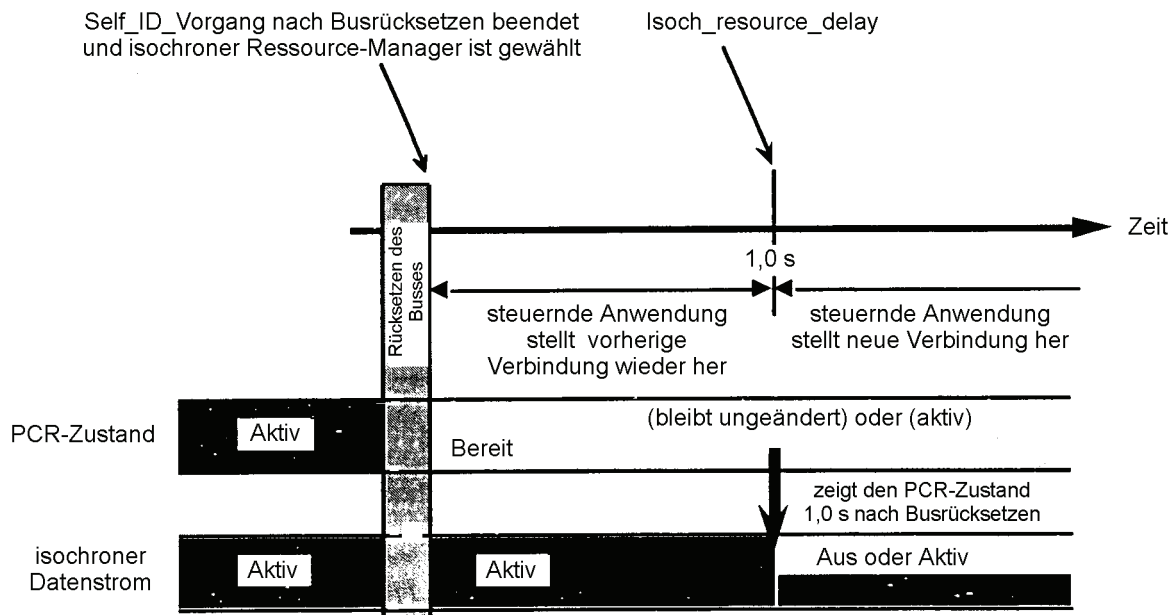 Self_ID_Vorgang nach Busrücksetzen beendet
und isochroner Ressource-Manager ist gewählt
Isoch_resource_delay
Zeit
Rücksetzen des
Busses
1,0 s
steuernde Anwendung
stellt vorherige
Verbindung wieder her
steuernde Anwendung
stellt neue Verbindung her
PCR-Zustand
Aktiv
Bereit
(bleibt ungeändert) oder (aktiv)
zeigt den PCR-Zustand
1,0 s nach Busrücksetzen
isochroner
Datenstrom
Aktiv
Aktiv
Aus oder Aktiv